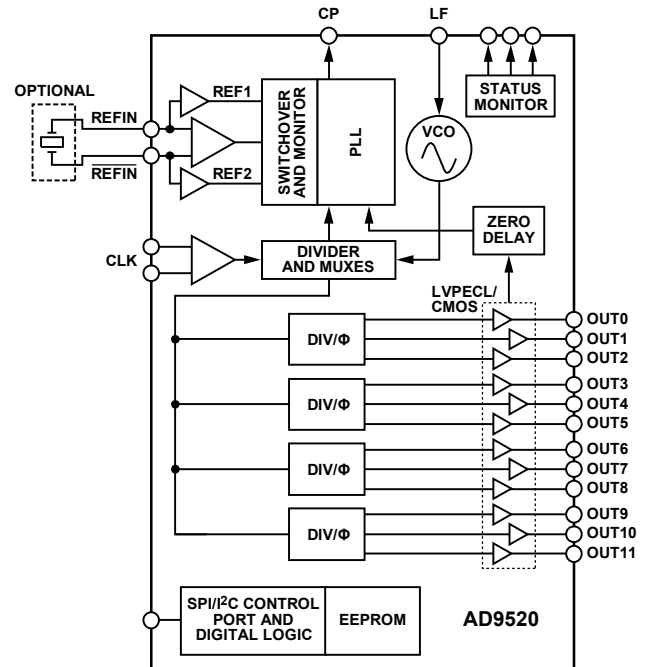 CP
LF
OPTIONAL
REFIN
REF1
REFIN
REF2
SWITCHOVER
AND MONITOR
PLL
VCO
STATUS
MONITOR
ZERO
DELAY
CLK
DIVIDER
AND MUXES
LVPECL/
CMOS
DIV/Φ
OUT0
OUT1
OUT2
DIV/Φ
OUT3
OUT4
OUT5
DIV/Φ
OUT6
OUT7
OUT8
DIV/Φ
OUT9
OUT10
OUT11
SPI/I²C CONTROL
PORT AND
DIGITAL LOGIC
EEPROM
AD9520